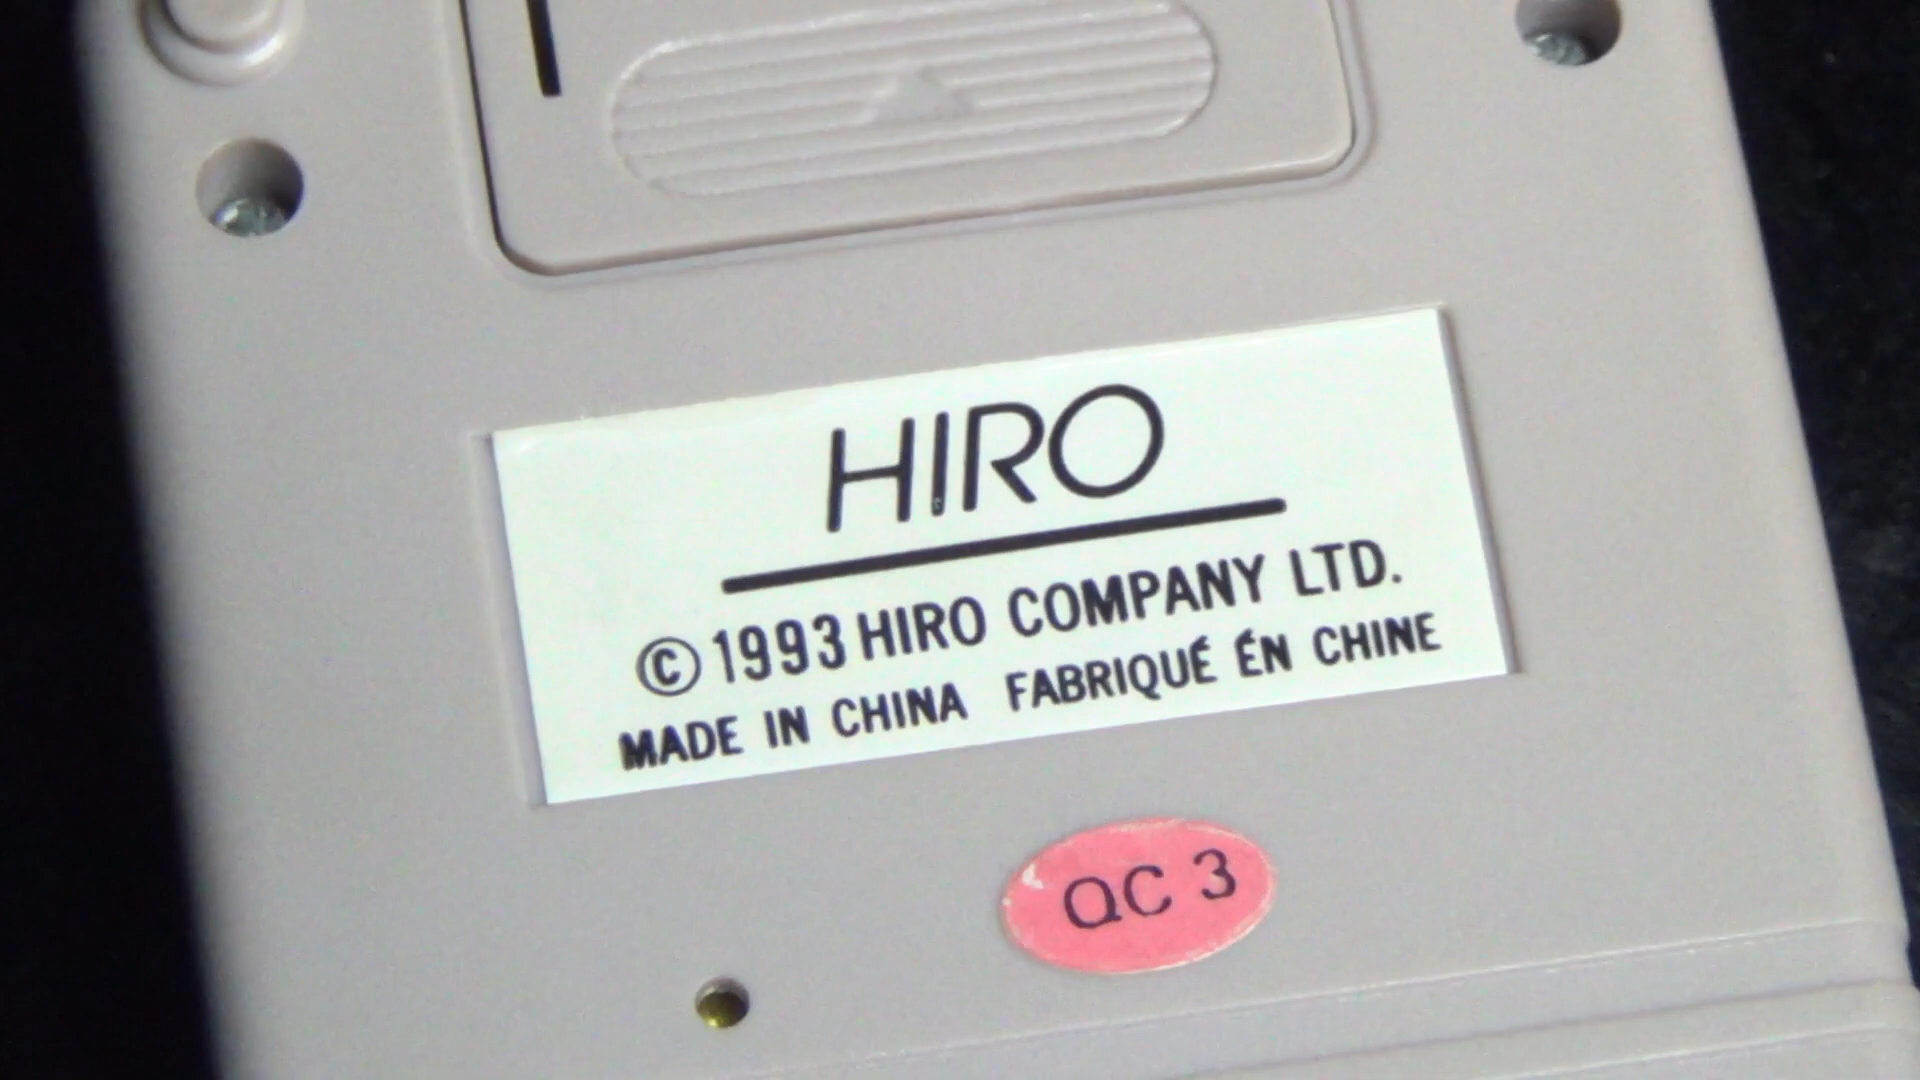 HIRO
© 1993 HIRO COMPANY LTD.
MADE IN CHINA FABRIQUÉ ÉN CHINE
QC 3